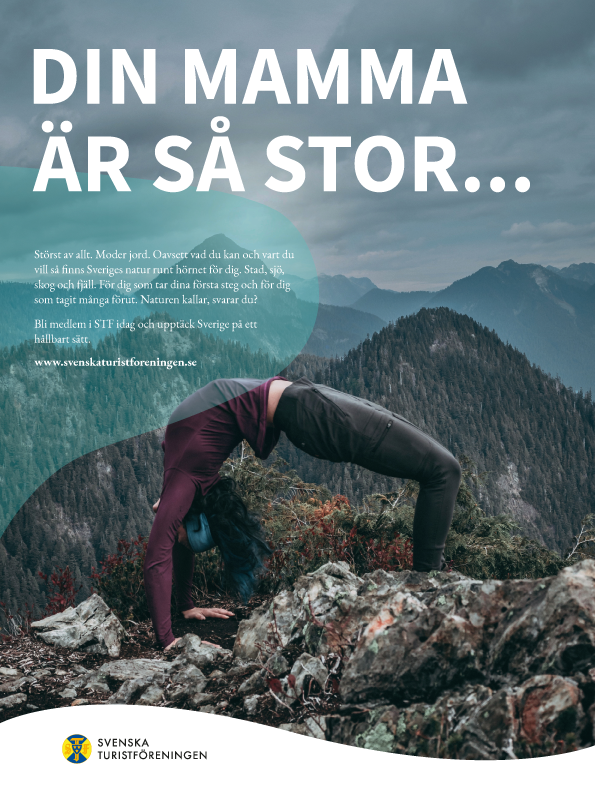 DIN MAMMA
ÄR SÅ STOR...
Störst av allt. Moder jord. Oavsett vad du kan och vart du
vill så finns Sveriges natur runt hörnet för dig. Stad, sjö,
skog och fjäll. För dig som tar dina första steg och för dig
som tagit många förut. Naturen kallar, svarar du?
Bli medlem i STF idag och upptäck Sverige på ett
hållbart sätt.
www.svenskaturistforeningen.se
SVENSKA
TURISTFÖRENINGEN